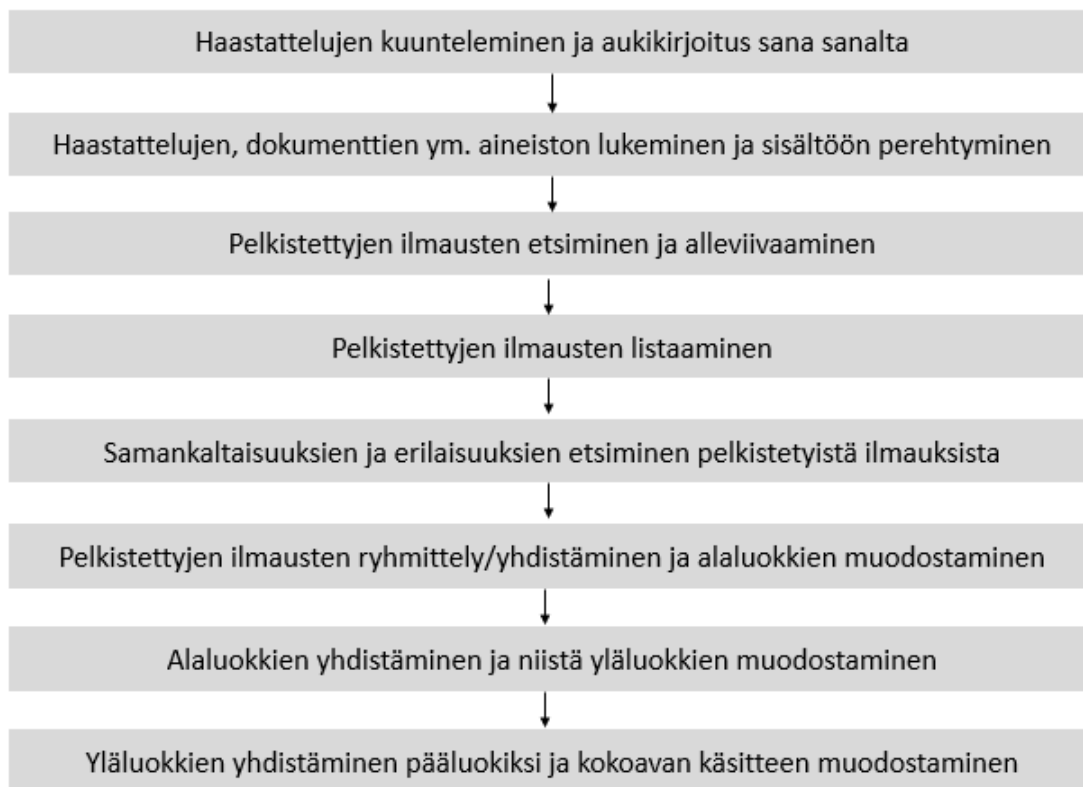 Haastattelujen kuunteleminen ja aukikirjoitus sana sanalta
Haastattelujen, dokumenttien ym. aineiston lukeminen ja sisältöön perehtyminen
Pelkistettyjen ilmausten etsiminen ja alleviivaaminen
Pelkistettyjen ilmausten listaaminen
Samankaltaisuuksien ja erilaisuuksien etsiminen pelkistetyistä ilmauksista
Pelkistettyjen ilmausten ryhmittely/yhdistäminen ja alaluokkien muodostaminen
Alaluokkien yhdistäminen ja niistä yläluokkien muodostaminen
Yläluokkien yhdistäminen pääluokiksi ja kokoavan käsitteen muodostaminen